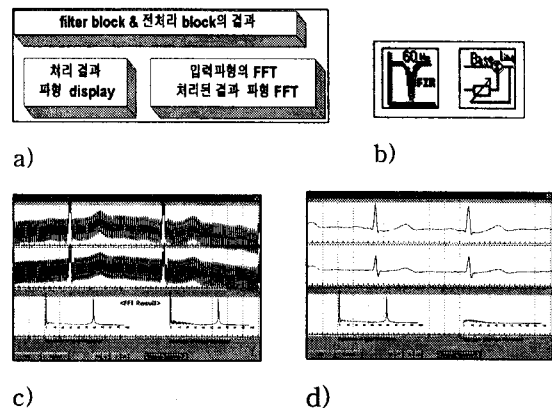 filter block & 전처리 block의 결과
처리 결과
파형 display
입력파형의 FFT
처리된 결과 파형 FFT
60Hz
FIR
Base
Line
a)
b)
<FFT Result>
c)
d)